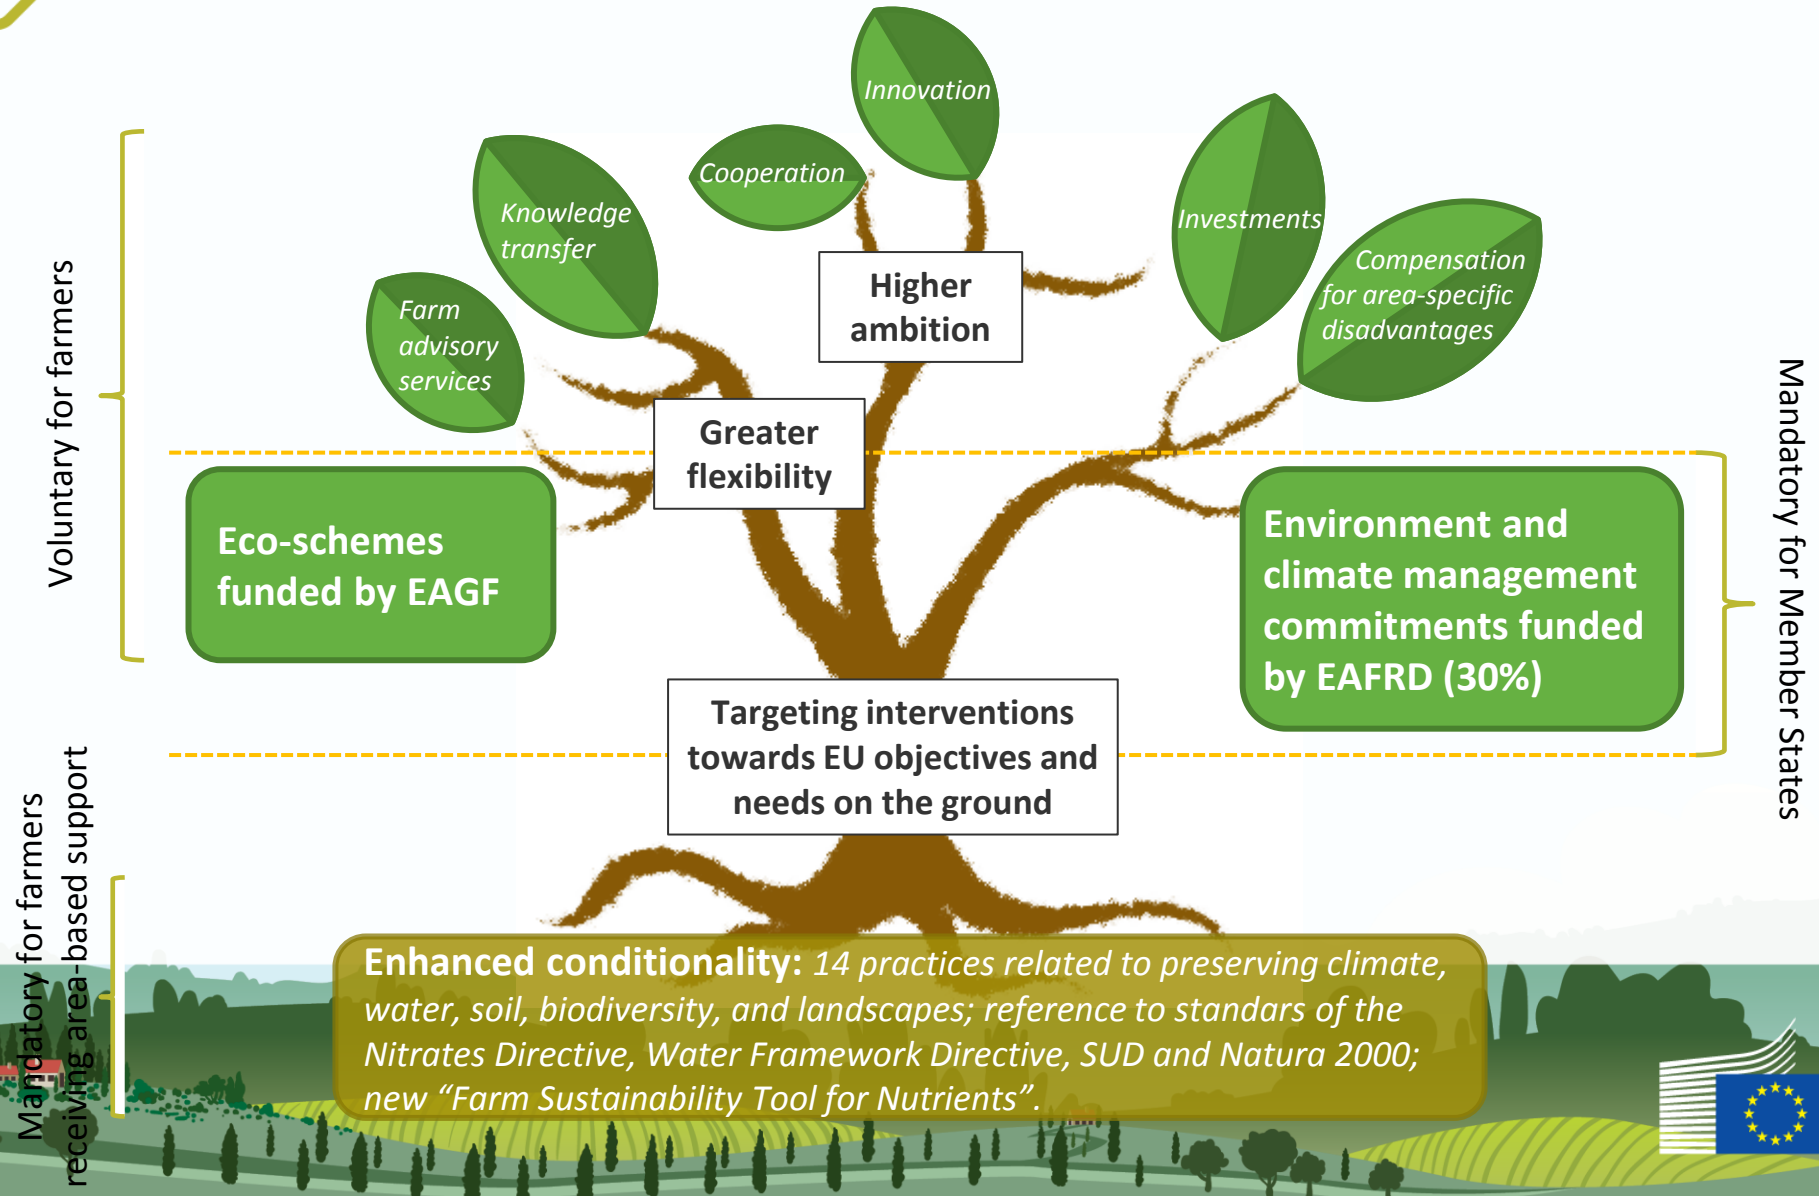 Innovation
Cooperation
Knowledge
transfer
Investments
Compensation
for area-specific
disadvantages
Farm
advisory
services
Higher
ambition
Greater
flexibility
Voluntary for farmers
Eco-schemes
funded by EAGF
Environment and
climate management
commitments funded
by EAFRD (30%)
Mandatory for Member States
Targeting interventions
towards EU objectives and
needs on the ground
Mandatory for farmers
receiving area-based support
Enhanced conditionality: 14 practices related to preserving climate,
water, soil, biodiversity, and landscapes; reference to standars of the
Nitrates Directive, Water Framework Directive, SUD and Natura 2000;
new “Farm Sustainability Tool for Nutrients”.